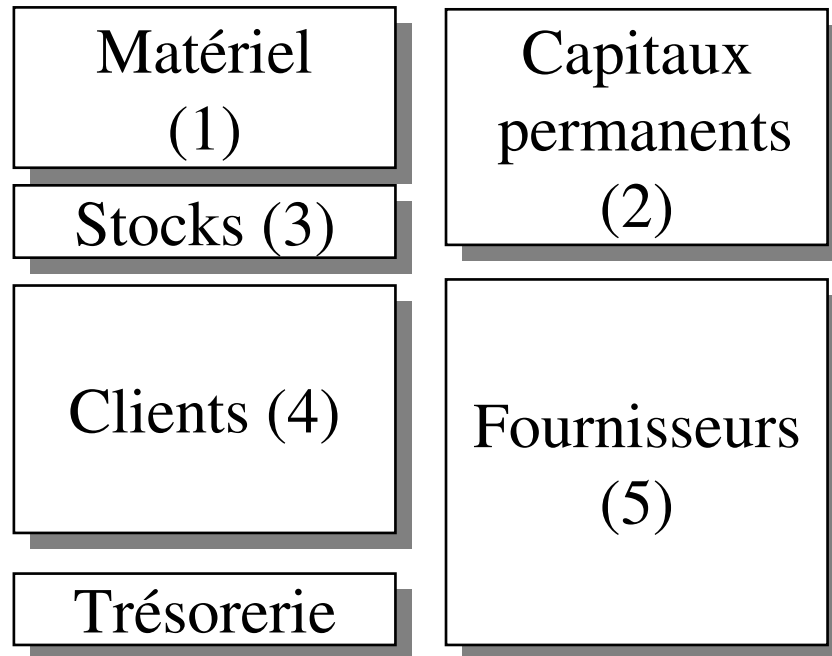 Matériel
(1)
Stocks (3)
Clients (4)
Trésorerie
Capitaux
permanents
(2)
Fournisseurs
(5)